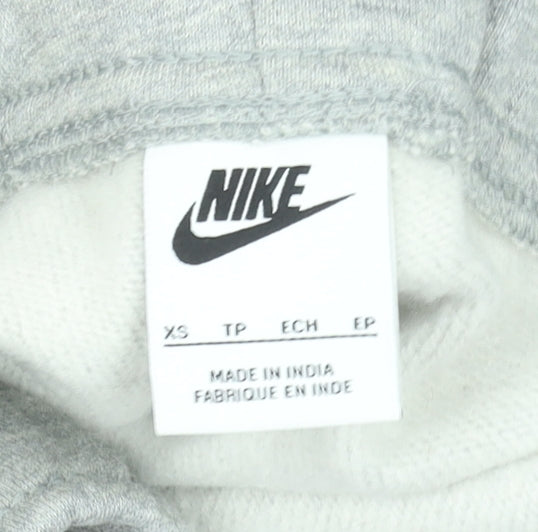 NIKE
XS TP ECH EP
MADE IN INDIA
FABRIQUE EN INDE